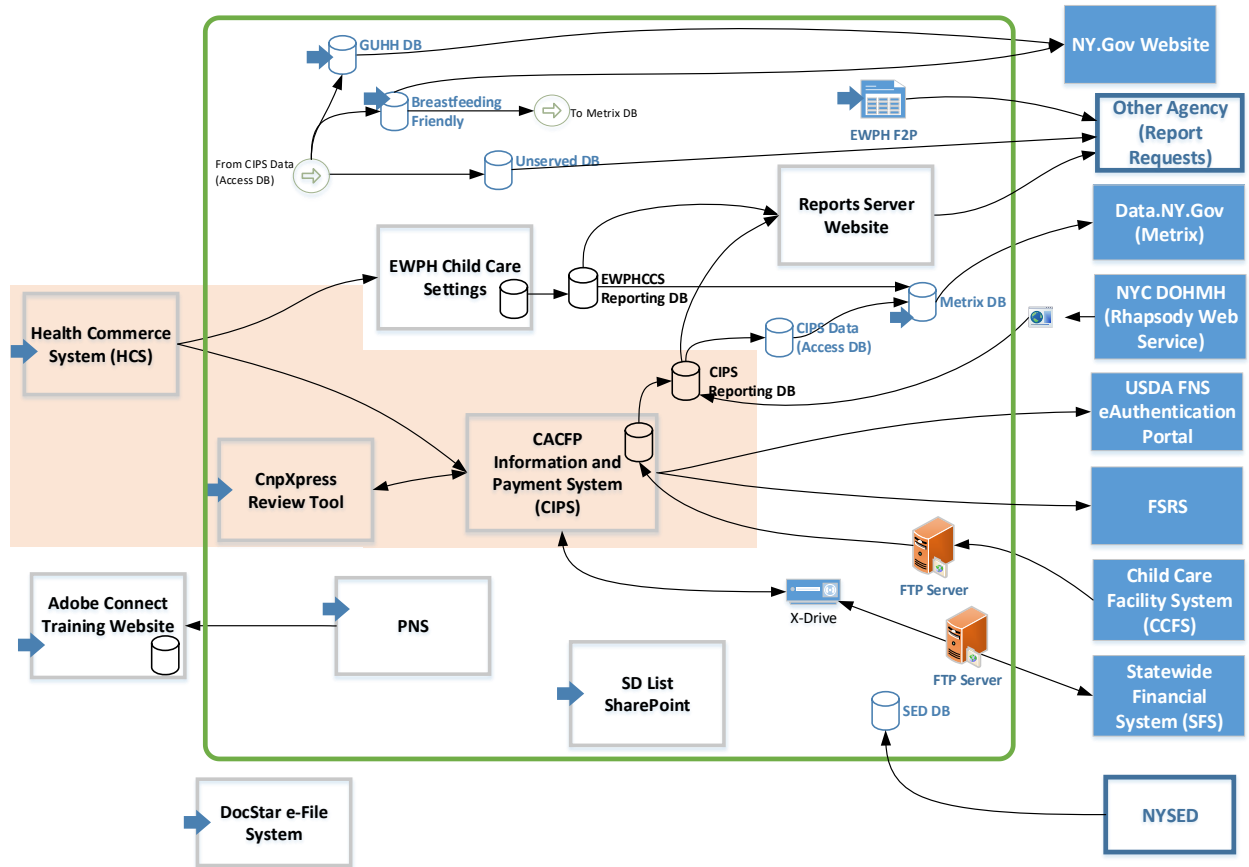 GUHH DB
NY.Gov Website
Breastfeeding
Friendly
To Metrix DB
EWPH F2P
Other Agency
(Report
Requests)
From CIPS Data
(Access DB)
Unserved DB
Reports Server
Website
Data.NY.Gov
(Metrix)
EWPH Child Care
Settings
EWPHCCS
Reporting DB
Metrix DB
NYC DOHMH
(Rhapsody Web
Service)
Health Commerce
System (HCS)
CIPS Data
(Access DB)
CIPS
Reporting DB
USDA FNS
eAuthentication
Portal
CACFP
Information and
Payment System
(CIPS)
CnpXpress
Review Tool
FSRS
FTP Server
Child Care
Facility System
(CCFS)
Adobe Connect
Training Website
PNS
X-Drive
FTP Server
Statewide
Financial
System (SFS)
SD List
SharePoint
SED DB
DocStar e-File
System
NYSED